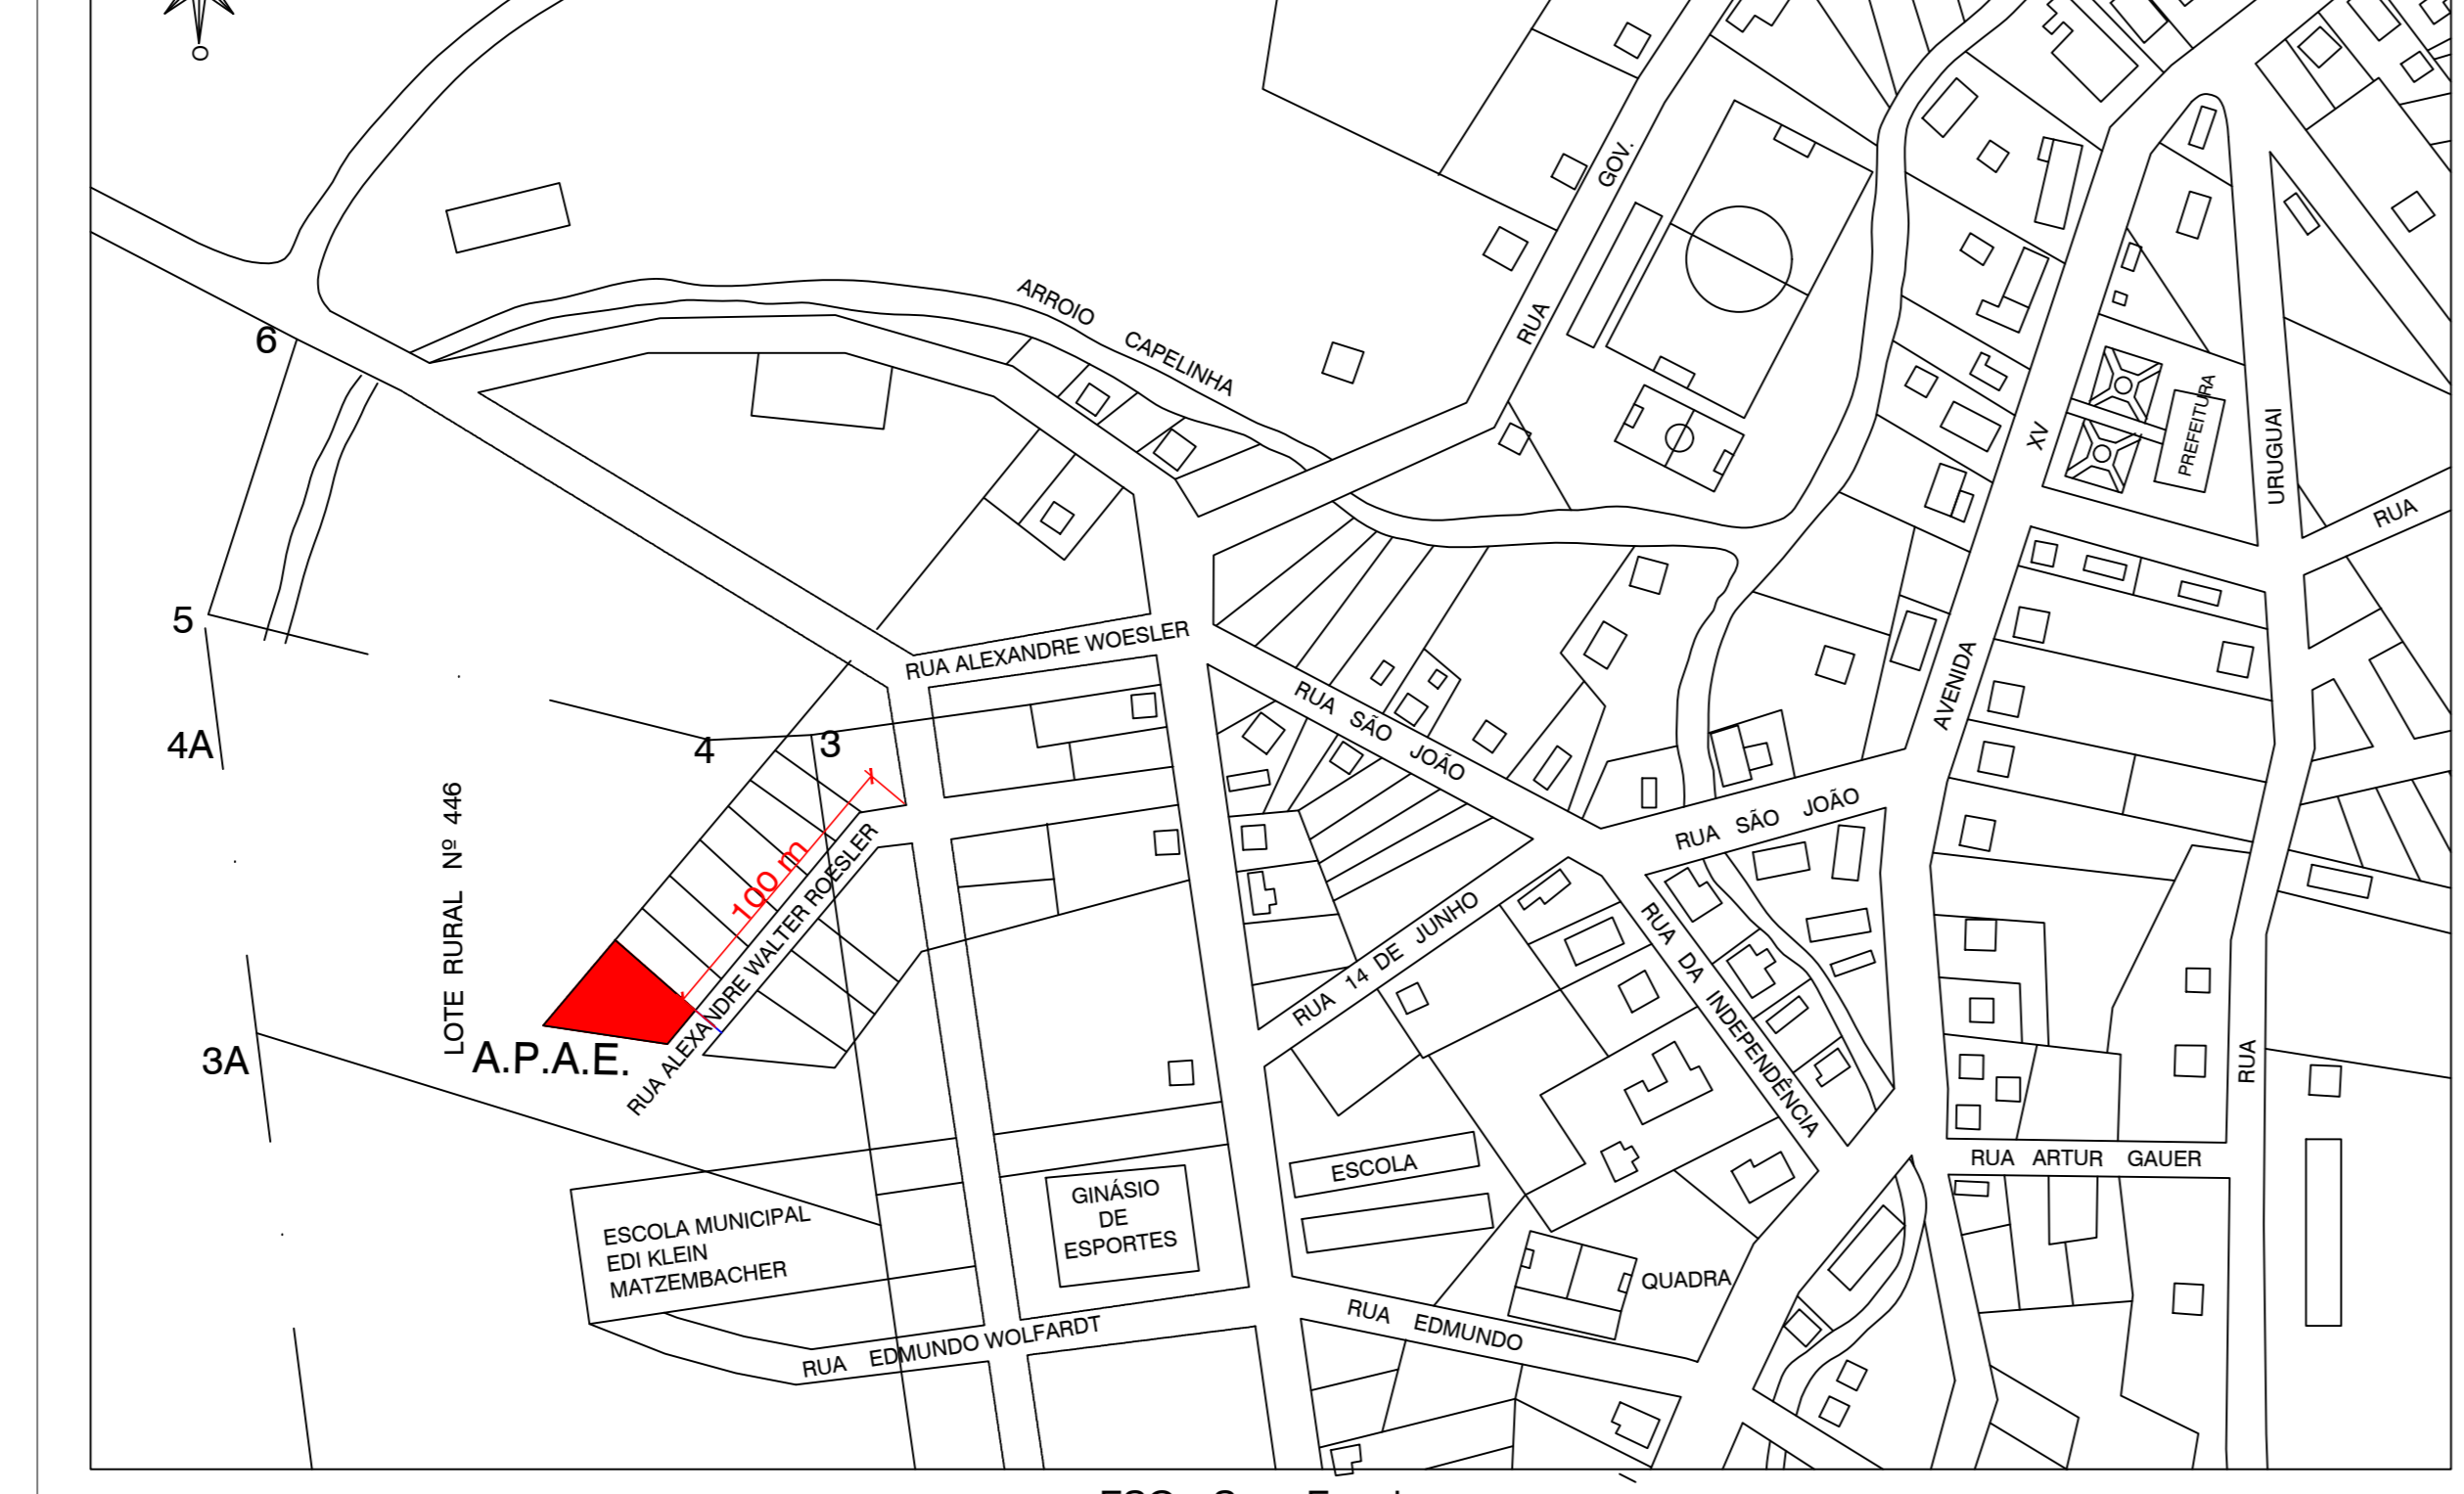 O
GOV.
RUA
ARROIO CAPELINHA
6
XV
PREFEITURA
URUGUAI
RUA
5
RUA ALEXANDRE WOESLER
RUA SÃO JOÃO
AVENIDA
4A
4
3
RUA SÃO JOÃO
LOTE RURAL Nº 446
100 m
RUA ALEXANDRE WALTER ROESLER
RUA 14 DE JUNHO
RUA DA INDEPENDÊNCIA
3A
A.P.A.E.
RUA
ESCOLA
RUA ARTUR GAUER
ESCOLA MUNICIPAL
EDI KLEIN
MATZEMBACHER
GINÁSIO
DE
ESPORTES
QUADRA
RUA EDMUNDO WOLFARDT
RUA EDMUNDO